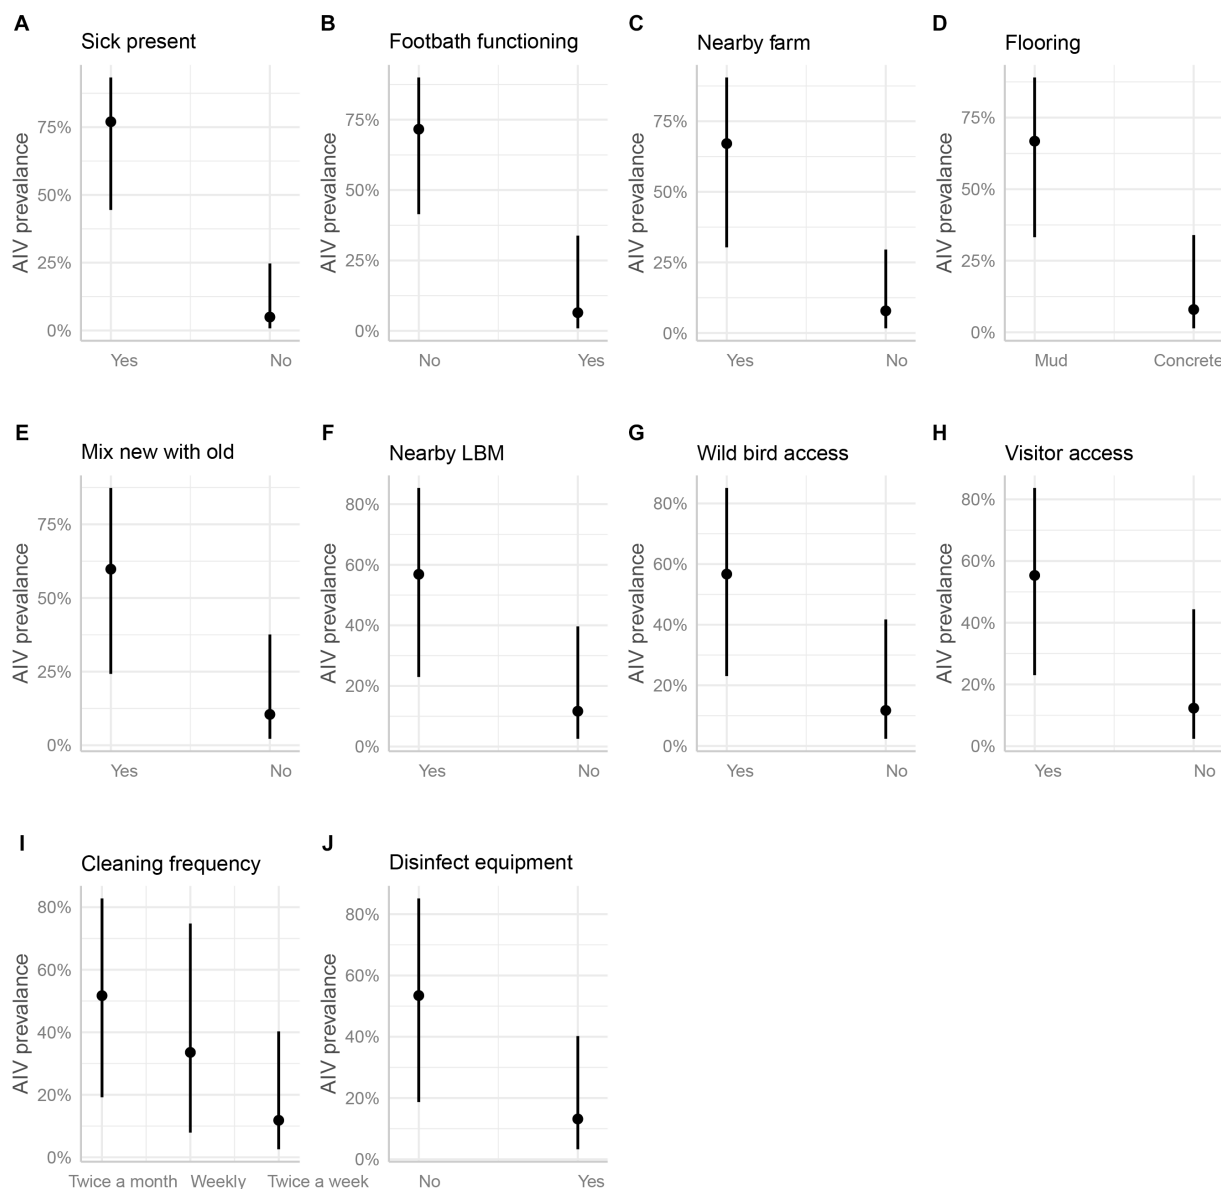 A B C D
Sick present Footbath functioning Nearby farm Flooring
AIV prevalance AIV prevalance AIV prevalance AIV prevalance
75% 75% 75% 75%
50% 50% 50% 50%
25% 25% 25% 25%
0% 0% 0% 0%
Yes No No Yes Yes No Mud Concrete
E F G H
Mix new with old Nearby LBM Wild bird access Visitor access
AIV prevalance AIV prevalance AIV prevalance AIV prevalance
75% 80% 80% 80%
50% 60% 60% 60%
25% 40% 40% 40%
0% 20% 20% 20%
0% 0% 0%
Yes No Yes No Yes No Yes No
I J
Cleaning frequency Disinfect equipment
AIV prevalance AIV prevalance
80% 80%
60% 60%
40% 40%
20% 20%
0% 0%
Twice a month Weekly Twice a week No Yes